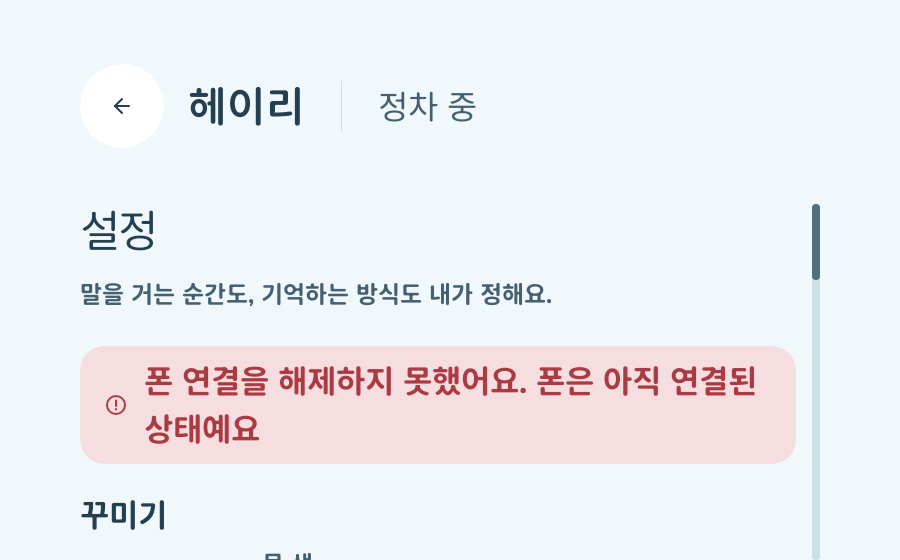 헤이리
정차 중
설정
말을 거는 순간도, 기억하는 방식도 내가 정해요.
폰 연결을 해제하지 못했어요. 폰은 아직 연결된
상태예요
꾸미기